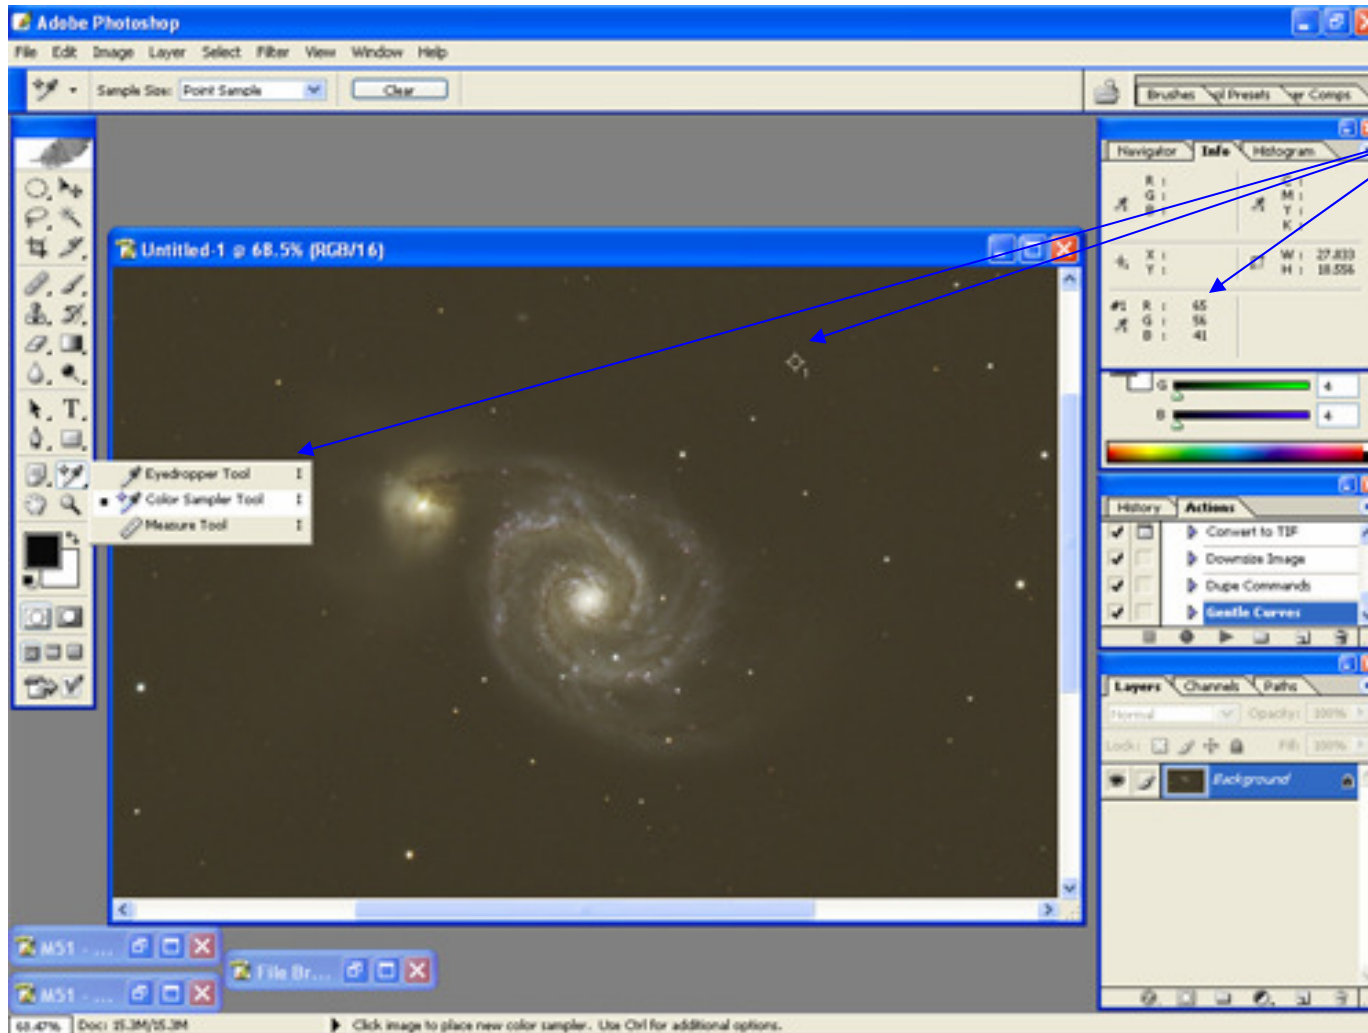 Adobe Photoshop
File Edit Image Layer Select Filter View Window Help
Sample Size: Point Sample Clear
Brushes ol Presets er Comps
Navigator Info Histogram
R : C :
G : M :
B : Y :
K :
X : W : 27.833
Y : H : 18.556
#1 R : 65
G : 56
B : 41
Untitled-1 @ 68.5% (RGB/16)
1
G 4
B 4
Eyedropper Tool I
Color Sampler Tool I
Measure Tool I
History Actions
Convert to TIF
Downsize Image
Dupe Commands
Gentle Curves
Layers Channels Paths
Normal Opacity: 100%
Lock: Fill: 100%
Background
M51 - ...
File Br...
M51 - ...
68.47% Doc: 15.3M/15.3M Click image to place new color sampler. Use Ctrl for additional options.